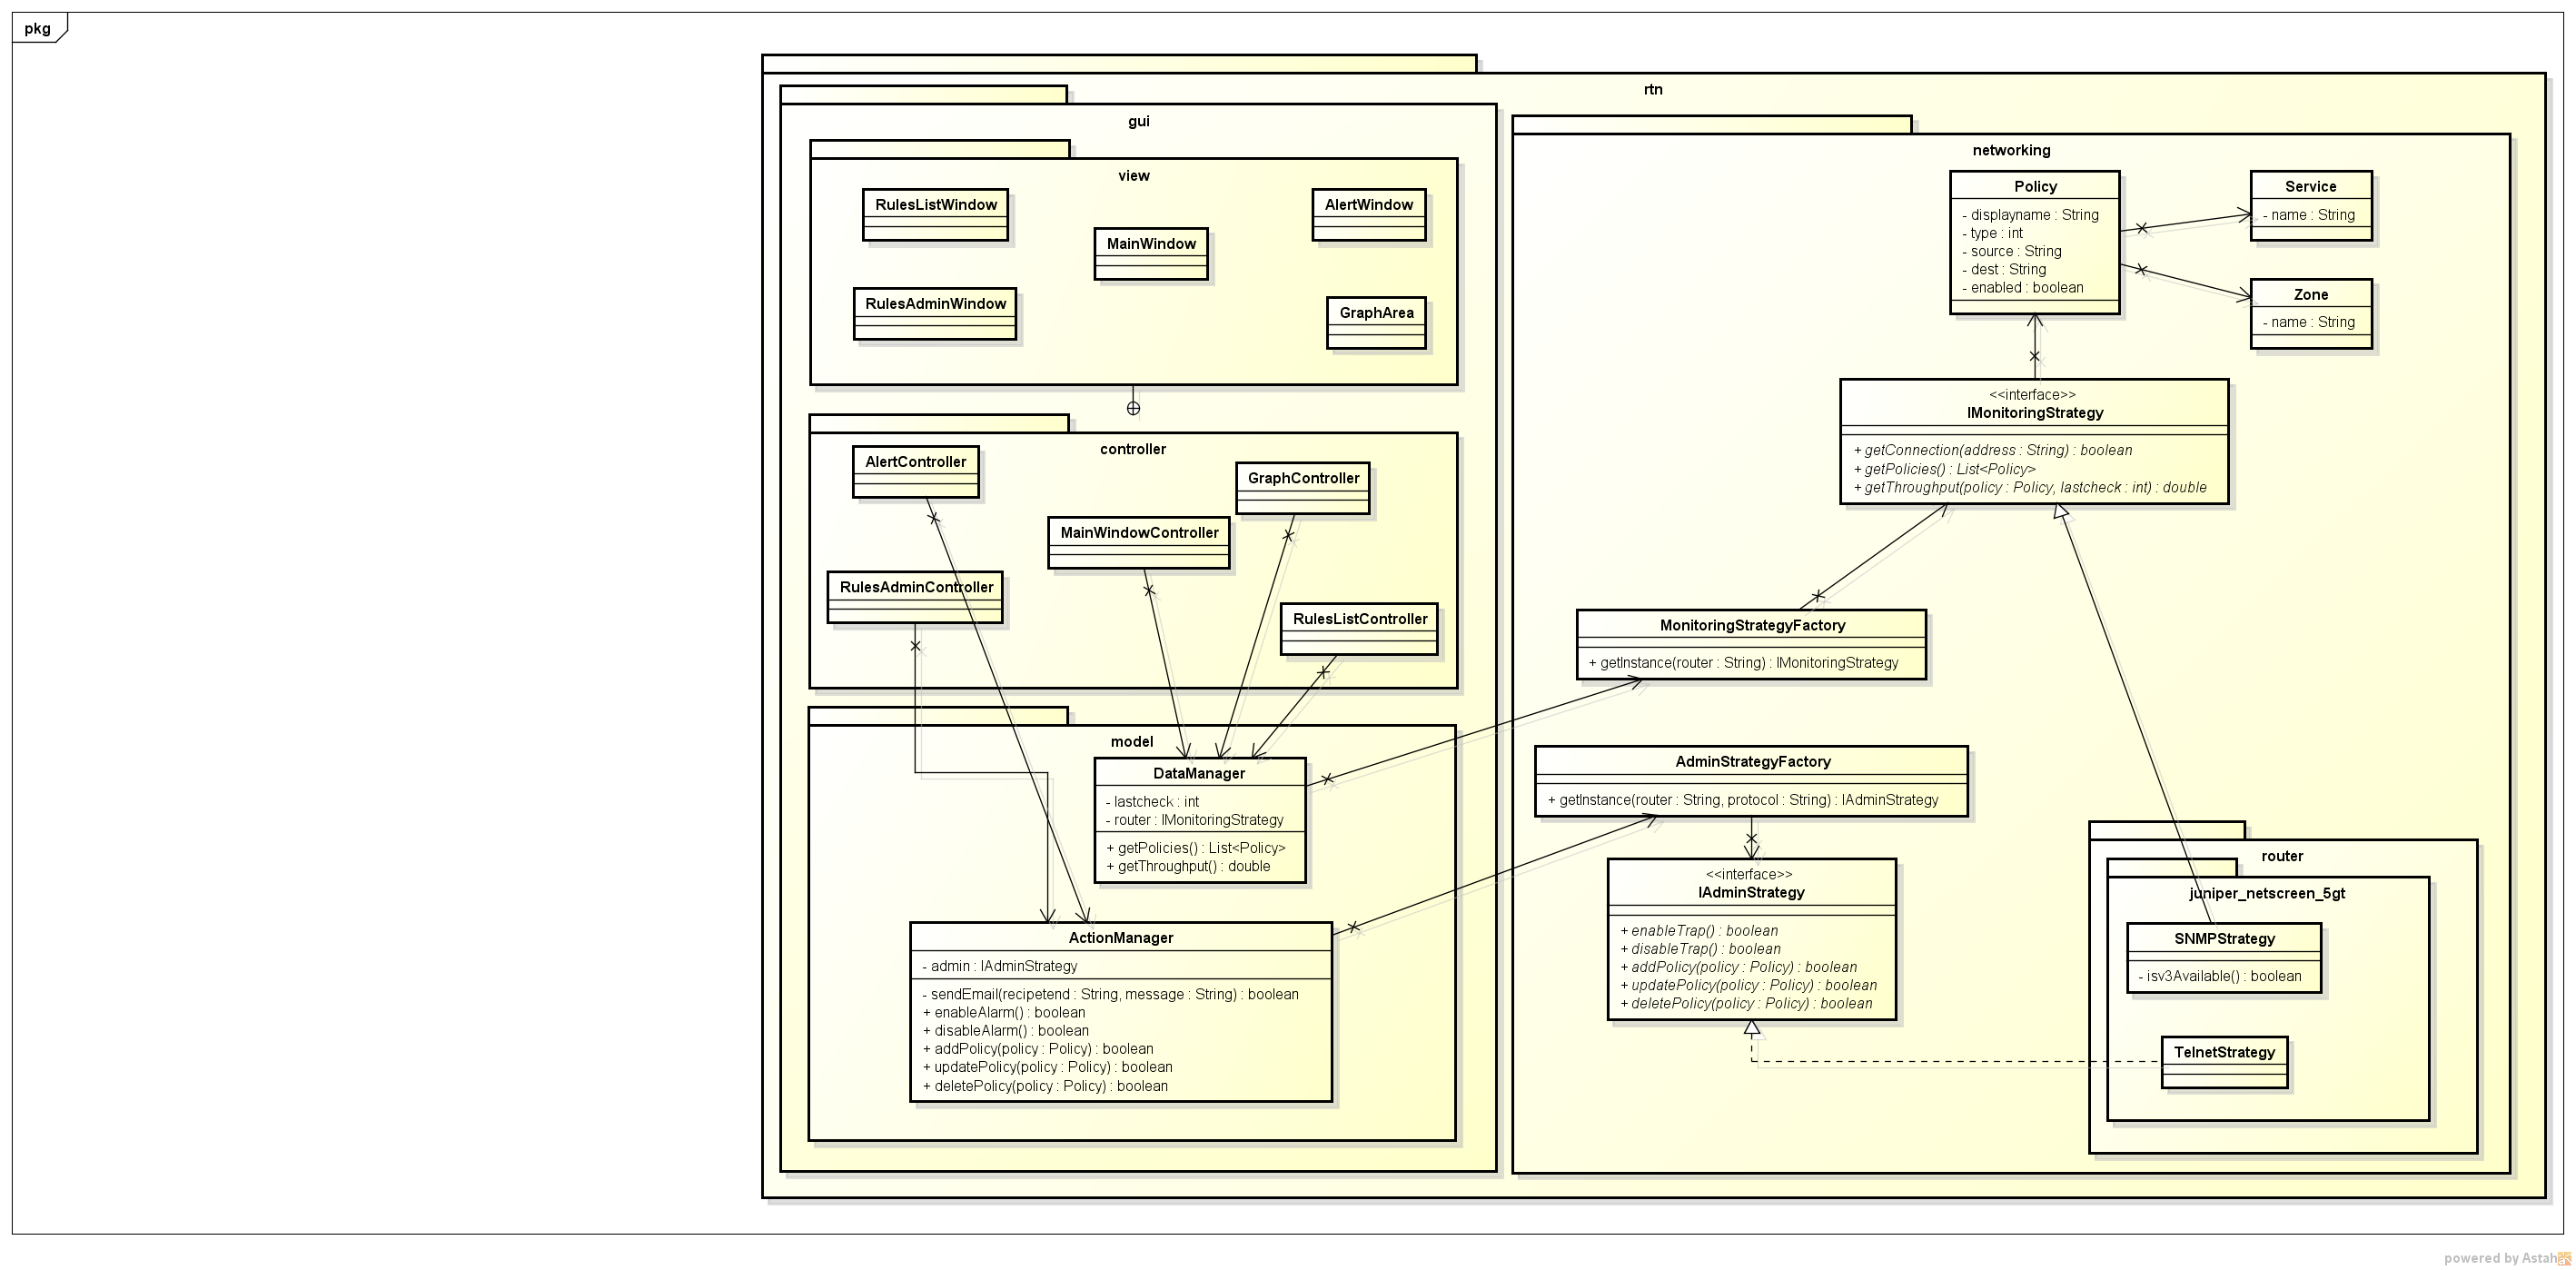 pkg
rtn
gui
view
RulesListWindow
MainWindow
AlertWindow
RulesAdminWindow
GraphArea
controller
AlertController
GraphController
MainWindowController
RulesAdminController
RulesListController
model
DataManager
- lastcheck : int
- router : IMonitoringStrategy
+ getPolicies() : List<Policy>
+ getThroughput() : double
ActionManager
- admin : IAdminStrategy
- sendEmail(recipetend : String, message : String) : boolean
+ enableAlarm() : boolean
+ disableAlarm() : boolean
+ addPolicy(policy : Policy) : boolean
+ updatePolicy(policy : Policy) : boolean
+ deletePolicy(policy : Policy) : boolean
networking
Policy
- displayname : String
- type : int
- source : String
- dest : String
- enabled : boolean
Service
- name : String
Zone
- name : String
<<interface>>
IMonitoringStrategy
+ getConnection(address : String) : boolean
+ getPolicies() : List<Policy>
+ getThroughput(policy : Policy, lastcheck : int) : double
MonitoringStrategyFactory
+ getInstance(router : String) : IMonitoringStrategy
AdminStrategyFactory
+ getInstance(router : String, protocol : String) : IAdminStrategy
<<interface>>
IAdminStrategy
+ enableTrap() : boolean
+ disableTrap() : boolean
+ addPolicy(policy : Policy) : boolean
+ updatePolicy(policy : Policy) : boolean
+ deletePolicy(policy : Policy) : boolean
router
juniper_netscreen_5gt
SNMPStrategy
- isv3Available() : boolean
TelnetStrategy
powered by Astah